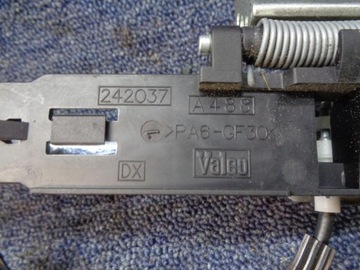 242037
A488
>PA6-GF30<
DX
Valeo